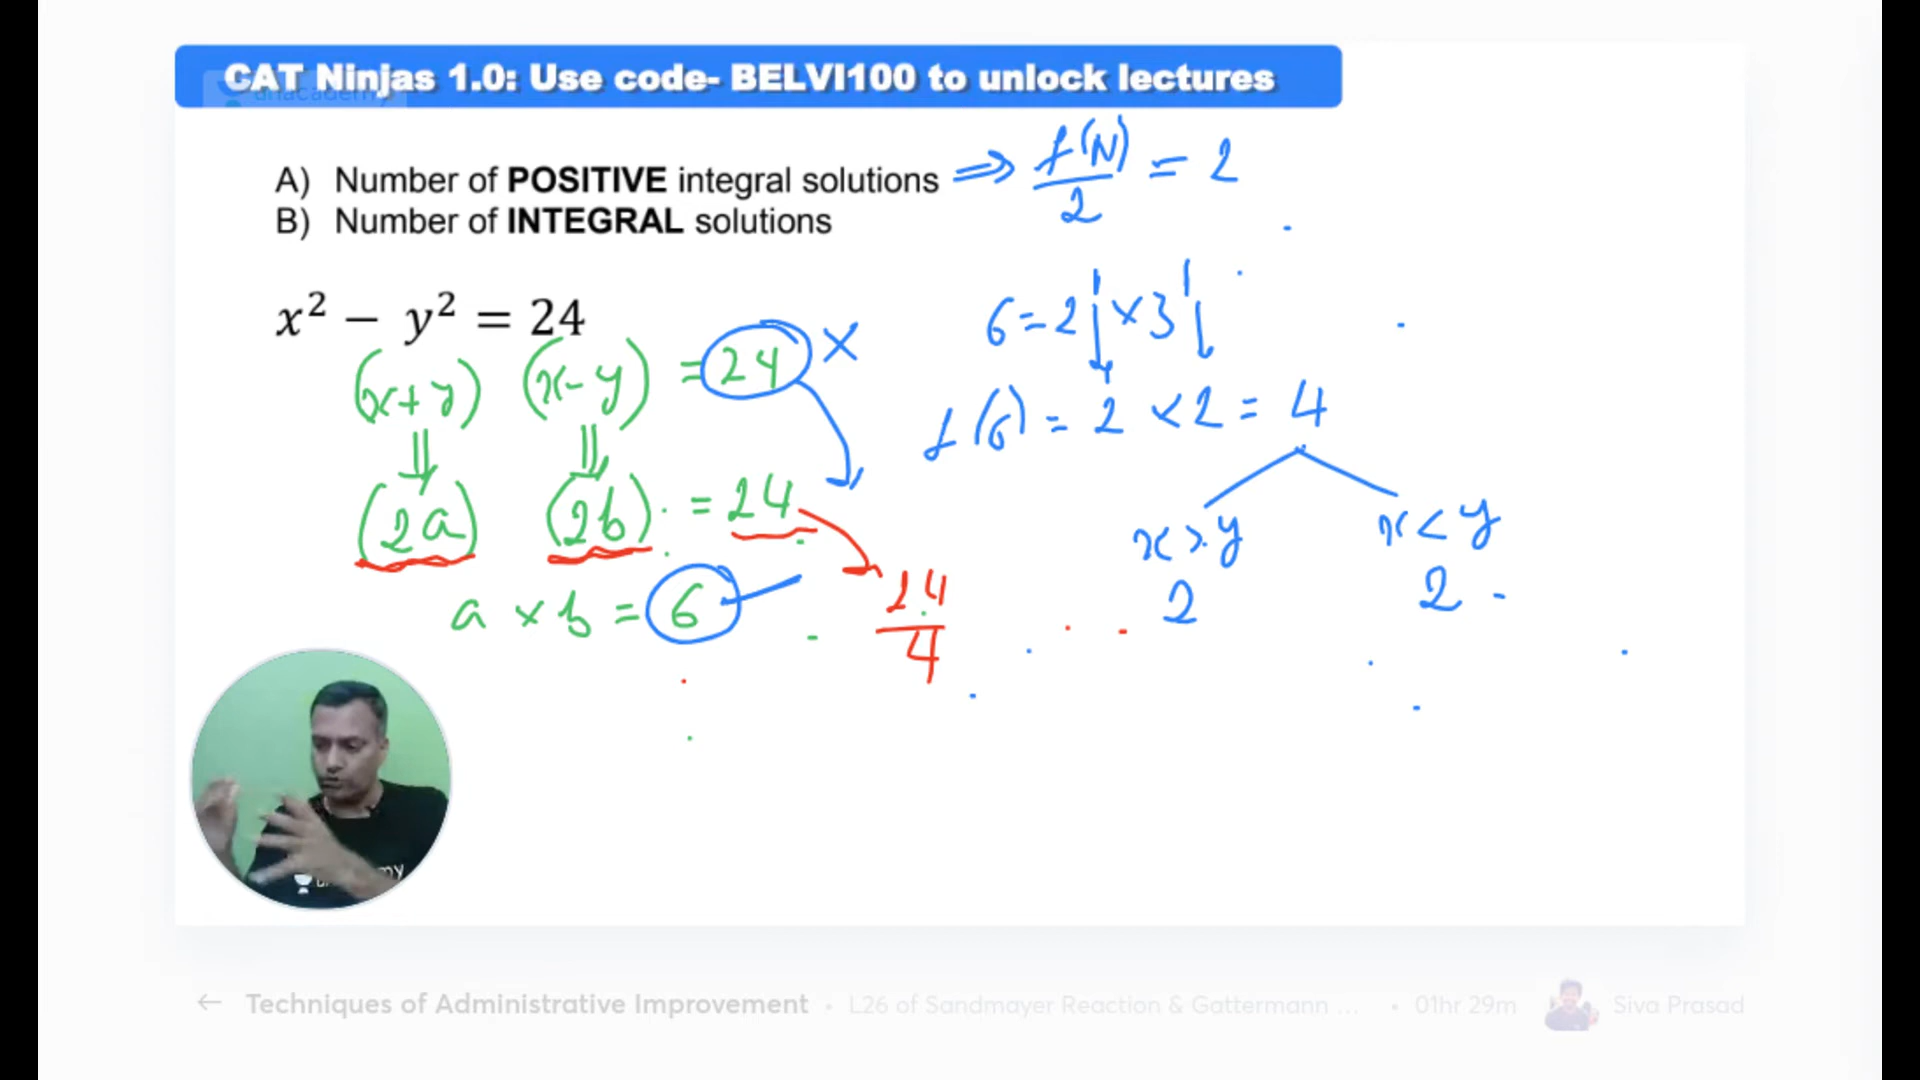 CAT Ninjas 1.0: Use code- BELVI100 to unlock lectures
unacademy
A) Number of POSITIVE integral solutions ⇒ f(N)/2 = 2
B) Number of INTEGRAL solutions
x² − y² = 24
(x+y) (x-y) = 24 ×
(2a) (2b) = 24
a × b = 6
24/4
6 = 2¹ × 3¹
f(6) = 2 × 2 = 4
x > y
2
x < y
2
← Techniques of Administrative Improvement • L26 of Sandmayer Reaction & Gattermann ... • 01hr 29m Siva Prasad